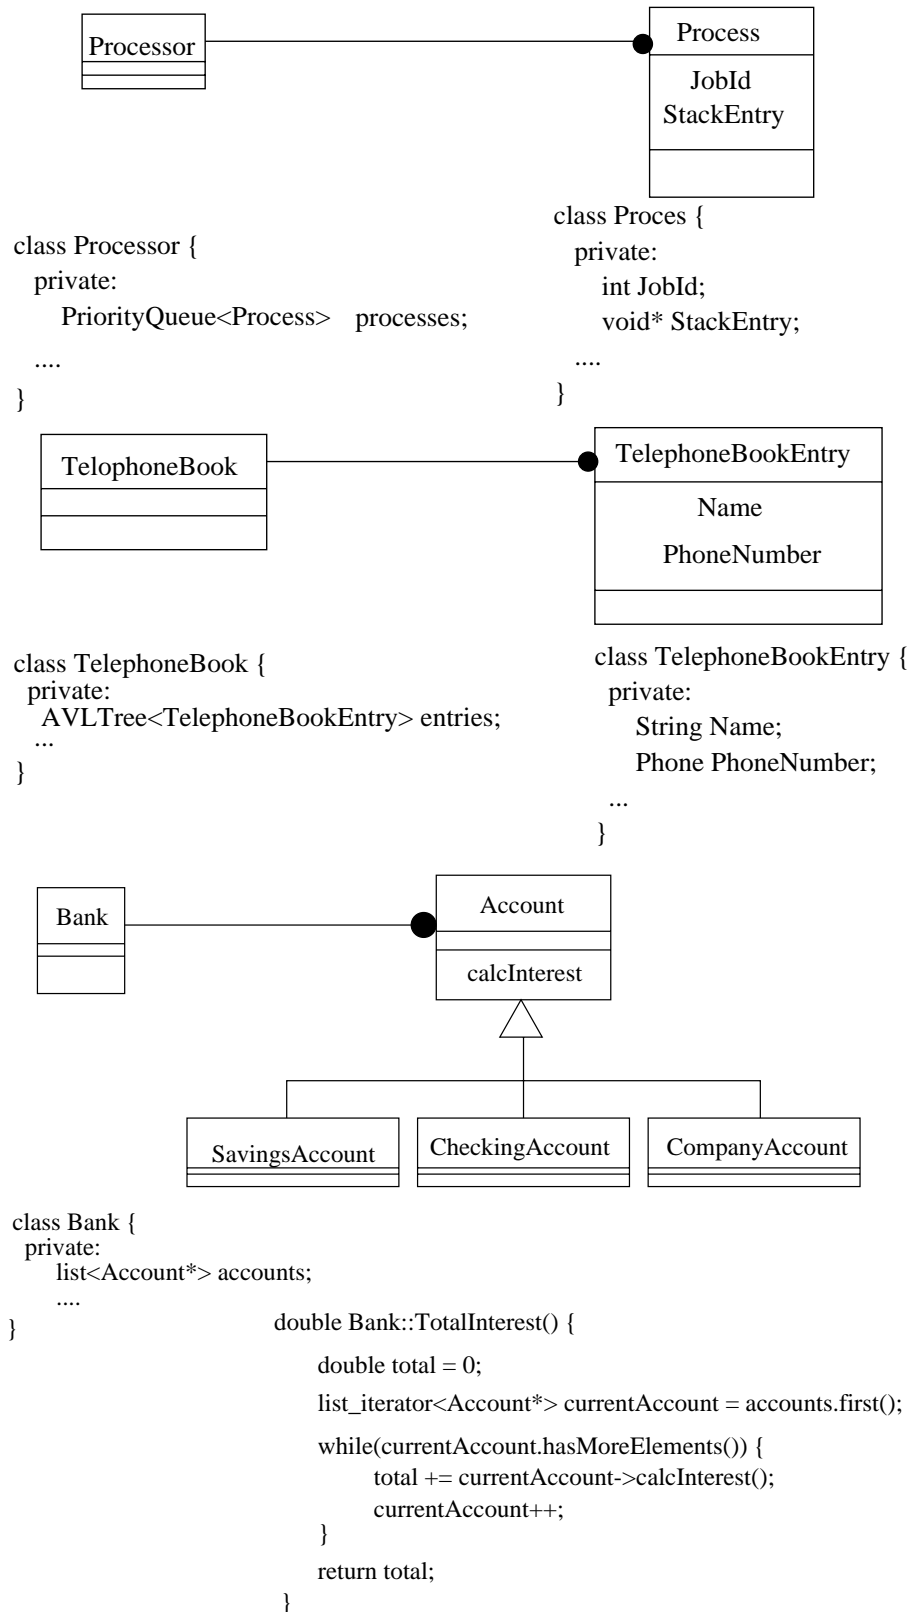 Processor
Process
JobId
StackEntry
class Processor {
private:
PriorityQueue<Process> processes;
....
}
class Proces {
private:
int JobId;
void* StackEntry;
....
}
TelophoneBook
TelephoneBookEntry
Name
PhoneNumber
class TelephoneBook {
private:
AVLTree<TelephoneBookEntry> entries;
...
}
class TelephoneBookEntry {
private:
String Name;
Phone PhoneNumber;
...
}
Bank
Account
calcInterest
SavingsAccount
CheckingAccount
CompanyAccount
class Bank {
private:
list<Account*> accounts;
....
}
double Bank::TotalInterest() {
double total = 0;
list_iterator<Account*> currentAccount = accounts.first();
while(currentAccount.hasMoreElements()) {
total += currentAccount->calcInterest();
currentAccount++;
}
return total;
}